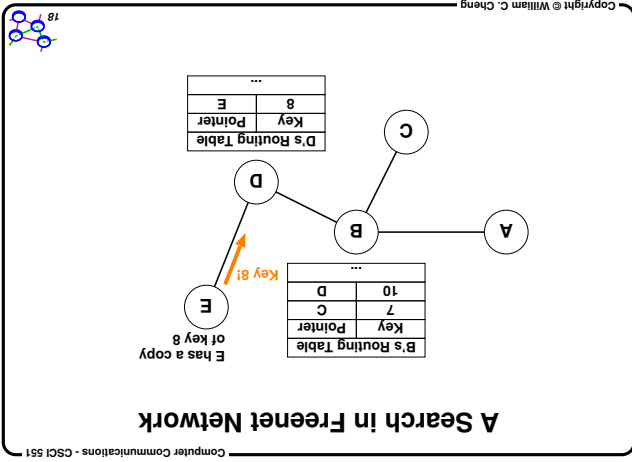 Computer Communications - CSCI 551
A Search in Freenet Network
E has a copy
of key 8
B's Routing Table
Key Pointer
7 C
10 D
...
E
Key 8!
A
B
D
C
D's Routing Table
Key Pointer
8 E
...
18
Copyright © William C. Cheng